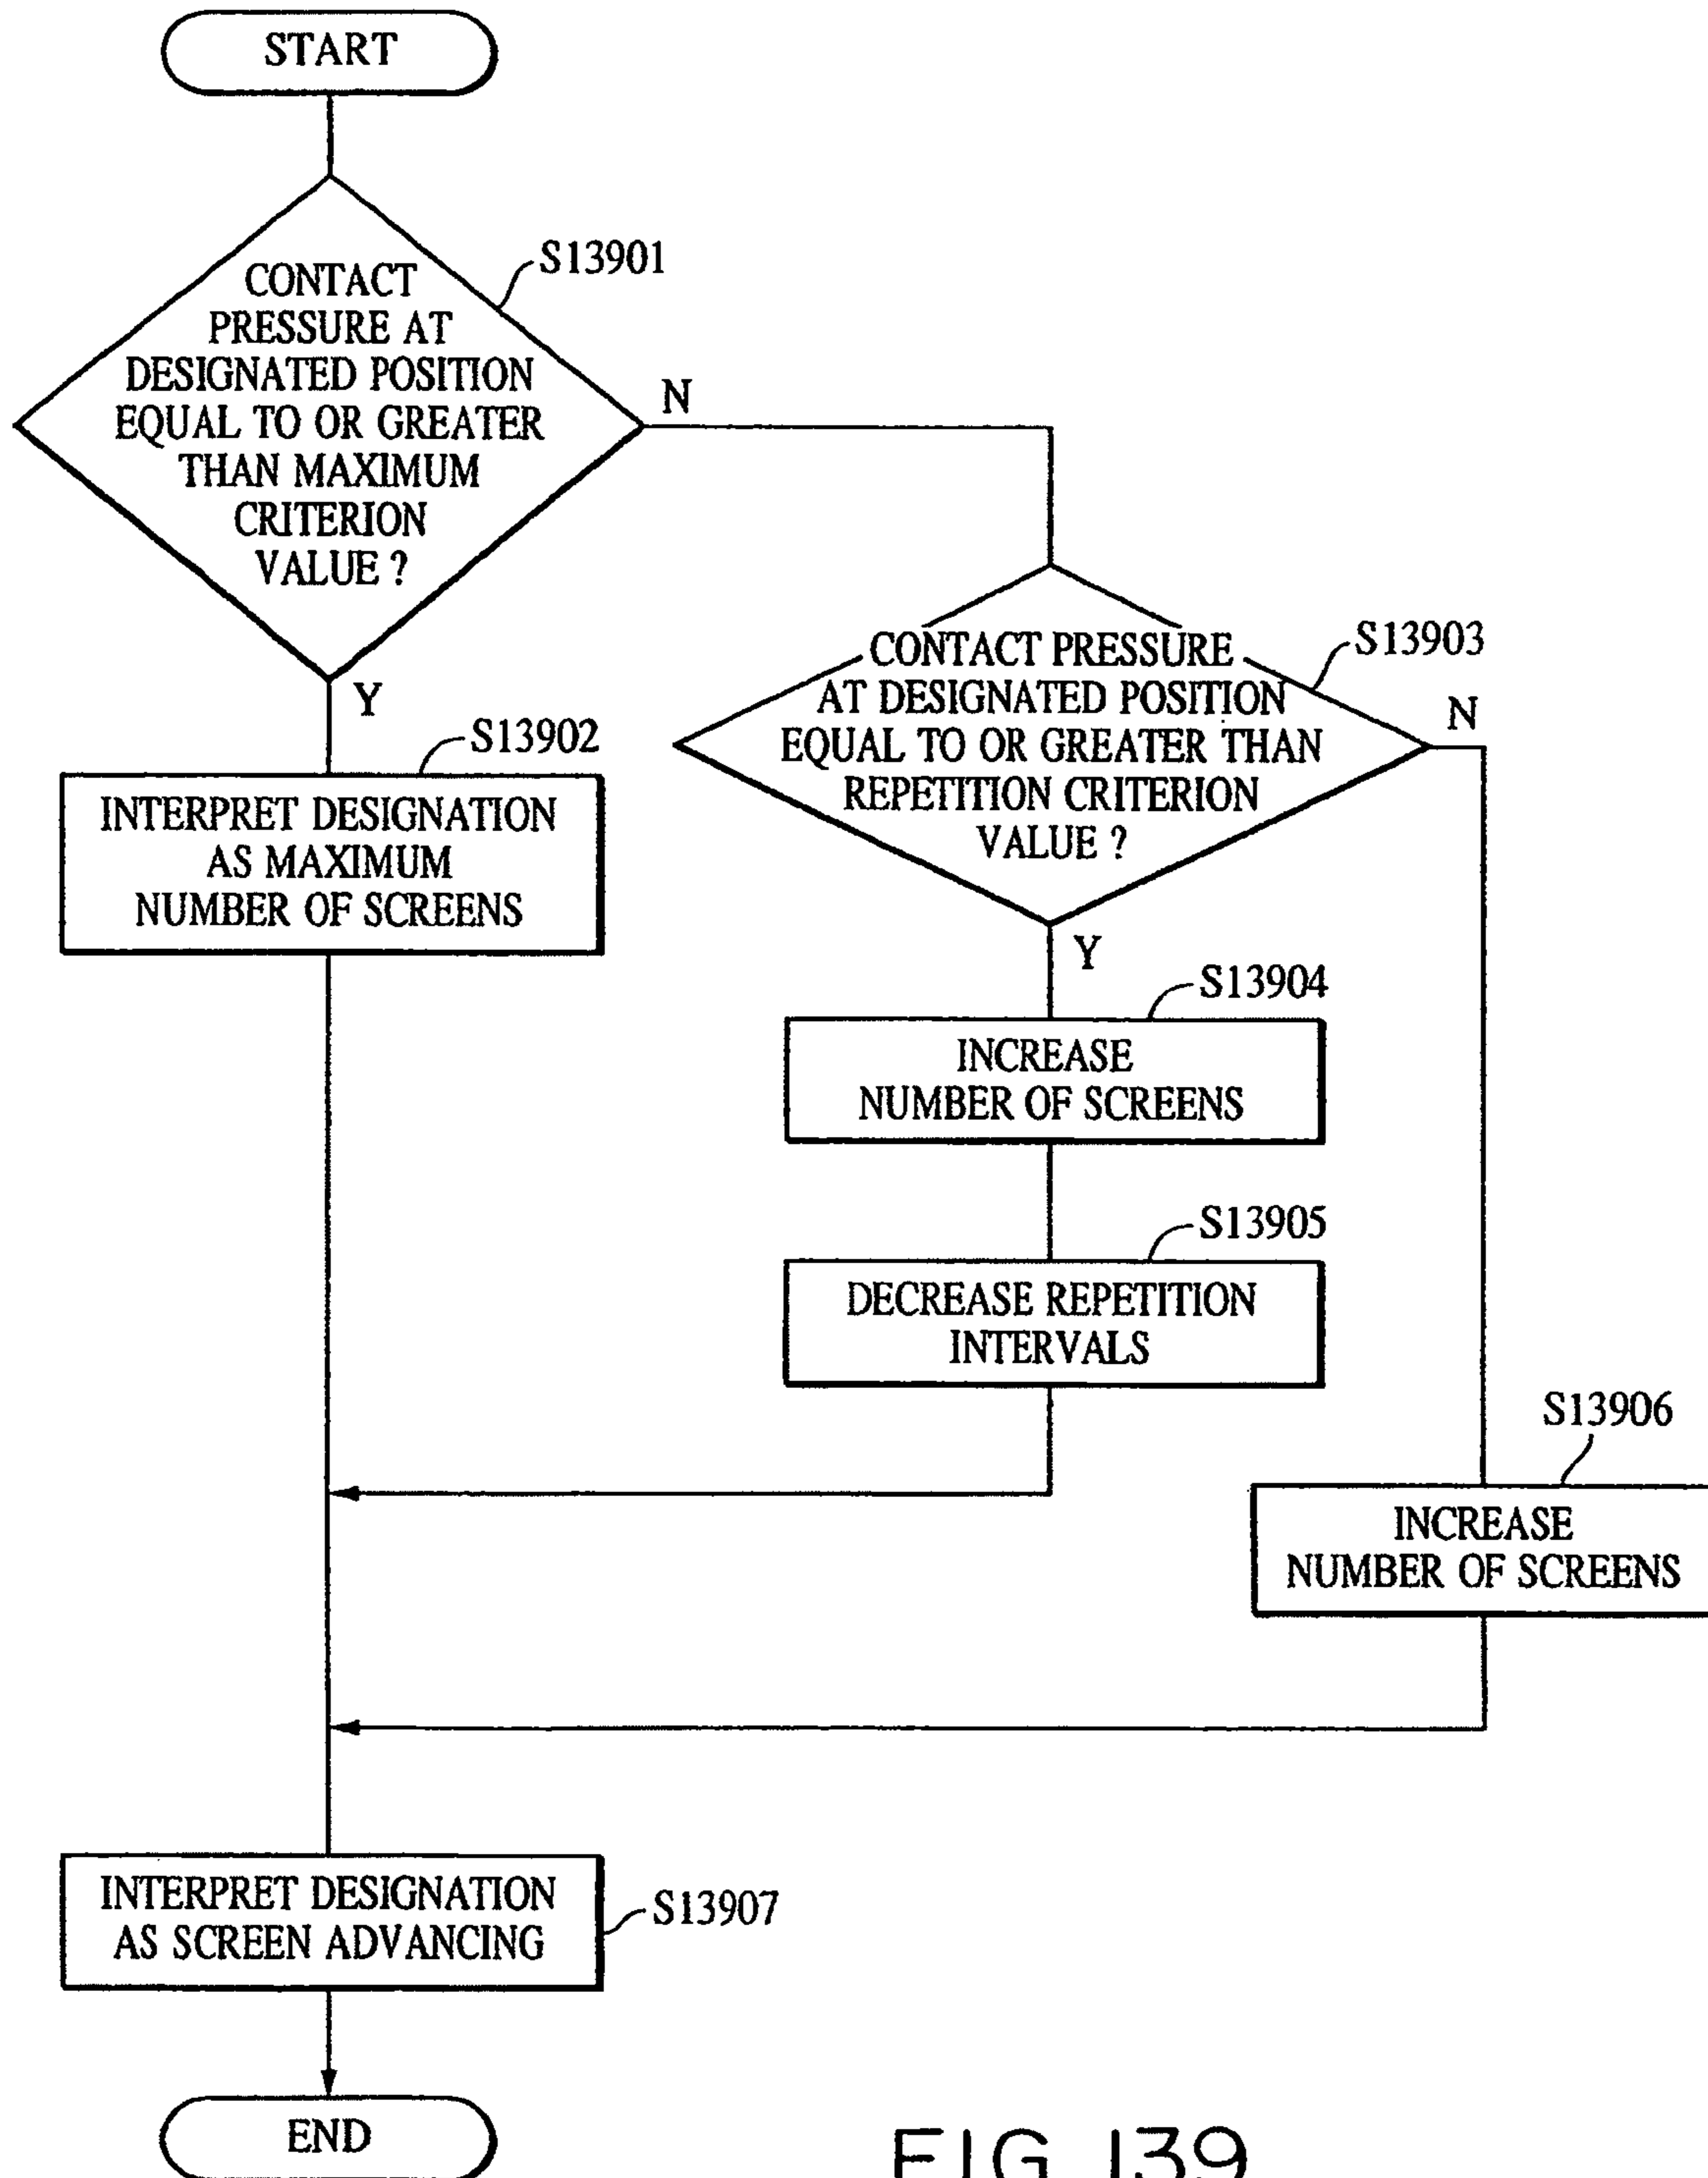 START
CONTACT
PRESSURE AT
DESIGNATED POSITION
EQUAL TO OR GREATER
THAN MAXIMUM
CRITERION
VALUE ?
S13901
N
Y
S13902
INTERPRET DESIGNATION
AS MAXIMUM
NUMBER OF SCREENS
CONTACT PRESSURE
AT DESIGNATED POSITION
EQUAL TO OR GREATER THAN
REPETITION CRITERION
VALUE ?
S13903
N
Y
S13904
INCREASE
NUMBER OF SCREENS
S13905
DECREASE REPETITION
INTERVALS
S13906
INCREASE
NUMBER OF SCREENS
INTERPRET DESIGNATION
AS SCREEN ADVANCING
S13907
END
FIG. 139